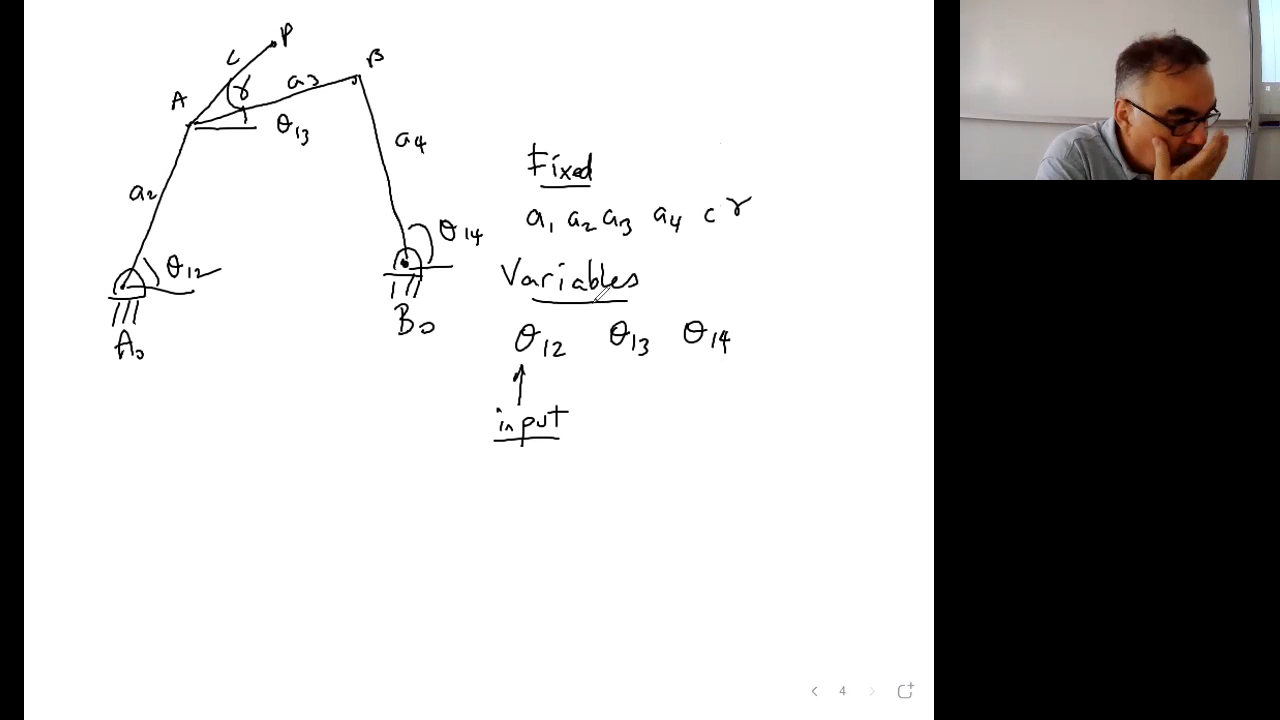 P
C
B
A
γ
a3
θ13
a4
a2
Fixed
a1 a2 a3 a4 c γ
θ14
θ12
Variables
B0
A0
θ12 θ13 θ14
input
4